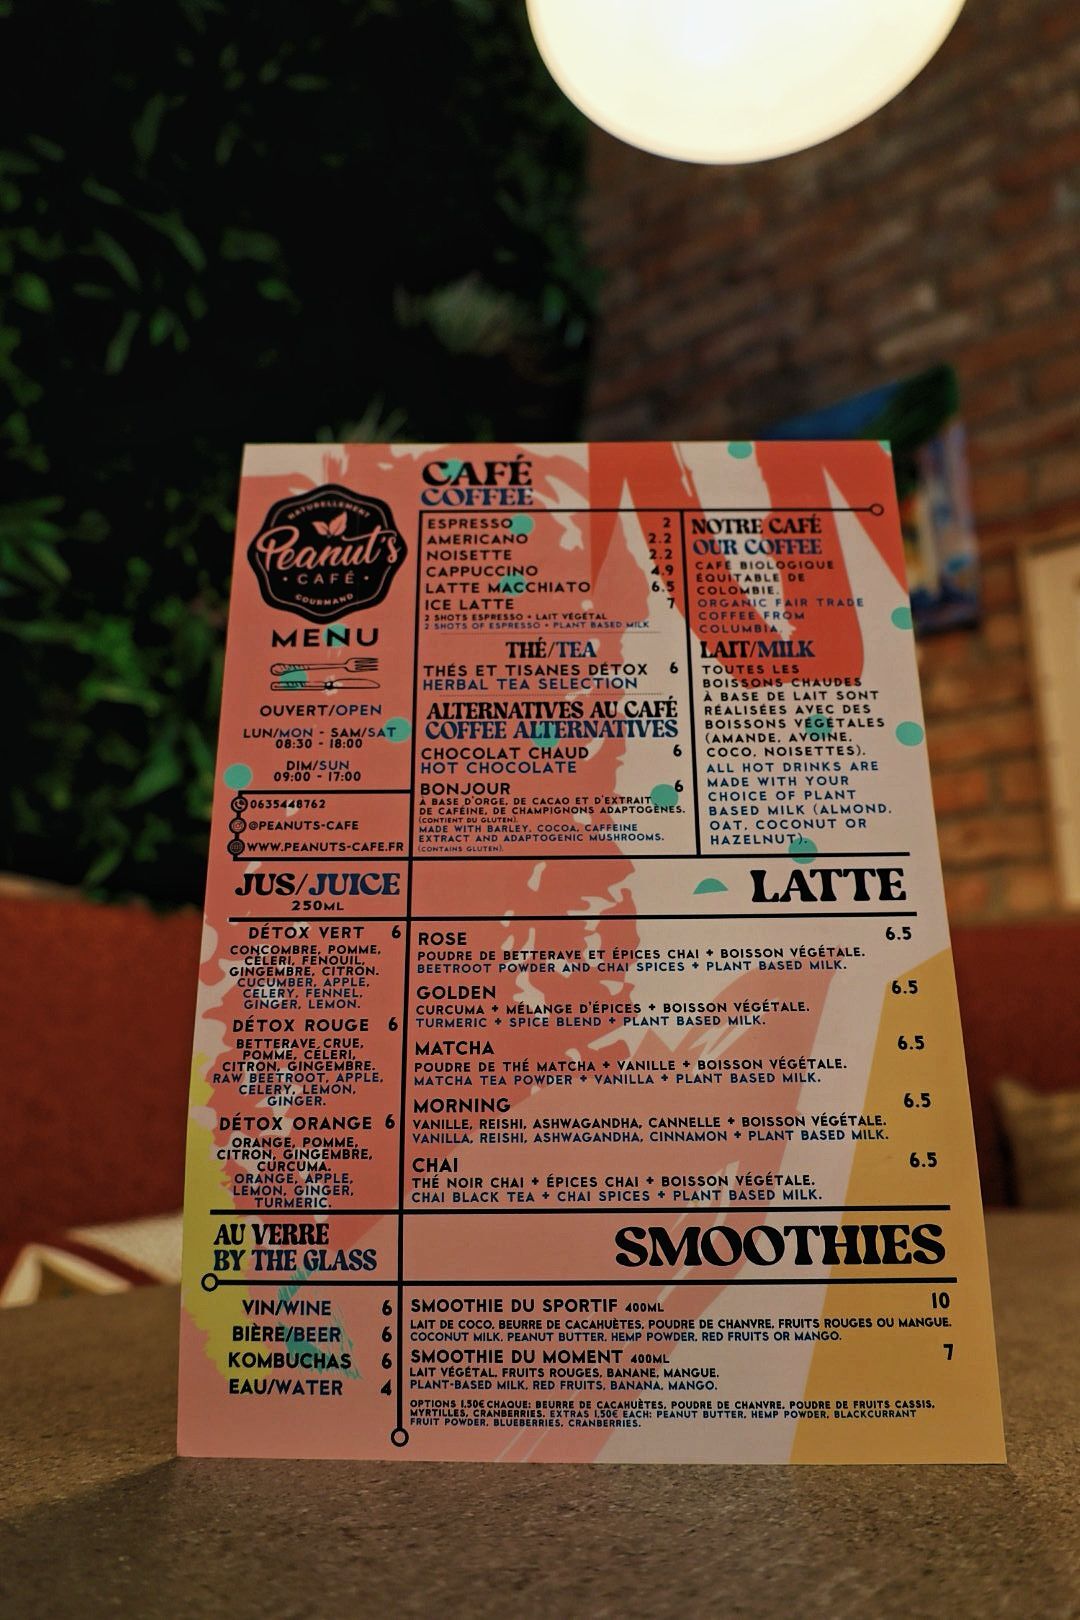 NATURELLEMENT
Peanut's
CAFÉ
GOURMAND
MENU
OUVERT/OPEN
LUN/MON - SAM/SAT
08:30 - 18:00
DIM/SUN
09:00 - 17:00
0635448762
@PEANUTS-CAFE
WWW.PEANUTS-CAFE.FR
CAFÉ
COFFEE
ESPRESSO 2
AMERICANO 2.2
NOISETTE 2.2
CAPPUCCINO 4.9
LATTE MACCHIATO 6.5
ICE LATTE 7
2 SHOTS ESPRESSO + LAIT VÉGÉTAL
2 SHOTS OF ESPRESSO + PLANT BASED MILK
THÉ/TEA
THÉS ET TISANES DÉTOX 6
HERBAL TEA SELECTION
ALTERNATIVES AU CAFÉ
COFFEE ALTERNATIVES
CHOCOLAT CHAUD 6
HOT CHOCOLATE
BONJOUR 6
À BASE D'ORGE, DE CACAO ET D'EXTRAIT
DE CAFÉINE, DE CHAMPIGNONS ADAPTOGÈNES.
(CONTIENT DU GLUTEN).
MADE WITH BARLEY, COCOA, CAFFEINE
EXTRACT AND ADAPTOGENIC MUSHROOMS.
(CONTAINS GLUTEN).
NOTRE CAFÉ
OUR COFFEE
CAFÉ BIOLOGIQUE
ÉQUITABLE DE
COLOMBIE.
ORGANIC FAIR TRADE
COFFEE FROM
COLUMBIA.
LAIT/MILK
TOUTES LES
BOISSONS CHAUDES
À BASE DE LAIT SONT
RÉALISÉES AVEC DES
BOISSONS VÉGÉTALES
(AMANDE, AVOINE,
COCO, NOISETTES).
ALL HOT DRINKS ARE
MADE WITH YOUR
CHOICE OF PLANT
BASED MILK (ALMOND,
OAT, COCONUT OR
HAZELNUT).
JUS/JUICE
250ML
DÉTOX VERT 6
CONCOMBRE, POMME,
CÉLERI, FENOUIL,
GINGEMBRE, CITRON.
CUCUMBER, APPLE,
CELERY, FENNEL,
GINGER, LEMON.
DÉTOX ROUGE 6
BETTERAVE CRUE,
POMME, CÉLERI,
CITRON, GINGEMBRE.
RAW BEETROOT, APPLE,
CELERY, LEMON,
GINGER.
DÉTOX ORANGE 6
ORANGE, POMME,
CITRON, GINGEMBRE,
CURCUMA.
ORANGE, APPLE,
LEMON, GINGER,
TURMERIC.
LATTE
ROSE 6.5
POUDRE DE BETTERAVE ET ÉPICES CHAI + BOISSON VÉGÉTALE.
BEETROOT POWDER AND CHAI SPICES + PLANT BASED MILK.
GOLDEN 6.5
CURCUMA + MÉLANGE D'ÉPICES + BOISSON VÉGÉTALE.
TURMERIC + SPICE BLEND + PLANT BASED MILK.
MATCHA 6.5
POUDRE DE THÉ MATCHA + VANILLE + BOISSON VÉGÉTALE.
MATCHA TEA POWDER + VANILLA + PLANT BASED MILK.
MORNING 6.5
VANILLE, REISHI, ASHWAGANDHA, CANNELLE + BOISSON VÉGÉTALE.
VANILLA, REISHI, ASHWAGANDHA, CINNAMON + PLANT BASED MILK.
CHAI 6.5
THÉ NOIR CHAI + ÉPICES CHAI + BOISSON VÉGÉTALE.
CHAI BLACK TEA + CHAI SPICES + PLANT BASED MILK.
AU VERRE
BY THE GLASS
VIN/WINE 6
BIÈRE/BEER 6
KOMBUCHAS 6
EAU/WATER 4
SMOOTHIES
SMOOTHIE DU SPORTIF 400ML 10
LAIT DE COCO, BEURRE DE CACAHUÈTES, POUDRE DE CHANVRE, FRUITS ROUGES OU MANGUE.
COCONUT MILK, PEANUT BUTTER, HEMP POWDER, RED FRUITS OR MANGO.
SMOOTHIE DU MOMENT 400ML 7
LAIT VÉGÉTAL, FRUITS ROUGES, BANANE, MANGUE.
PLANT-BASED MILK, RED FRUITS, BANANA, MANGO.
OPTIONS 1,50€ CHAQUE: BEURRE DE CACAHUÈTES, POUDRE DE CHANVRE, POUDRE DE FRUITS CASSIS,
MYRTILLES, CRANBERRIES. EXTRAS 1,50€ EACH: PEANUT BUTTER, HEMP POWDER, BLACKCURRANT
FRUIT POWDER, BLUEBERRIES, CRANBERRIES.